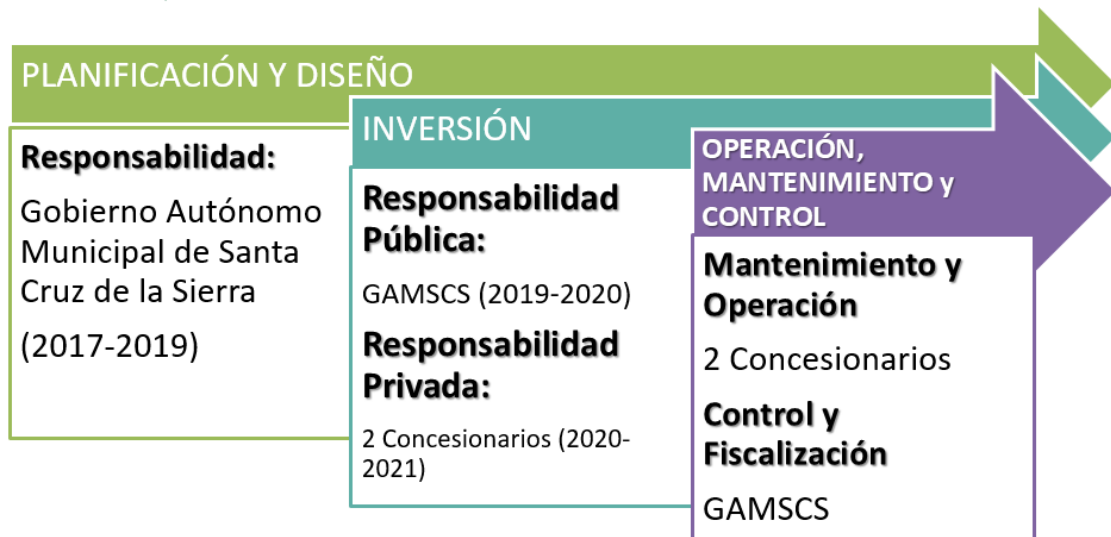 PLANIFICACIÓN Y DISEÑO
Responsabilidad:
Gobierno Autónomo
Municipal de Santa
Cruz de la Sierra
(2017-2019)
INVERSIÓN
Responsabilidad
Pública:
GAMSCS (2019-2020)
Responsabilidad
Privada:
2 Concesionarios (2020-
2021)
OPERACIÓN,
MANTENIMIENTO y
CONTROL
Mantenimiento y
Operación
2 Concesionarios
Control y
Fiscalización
GAMSCS